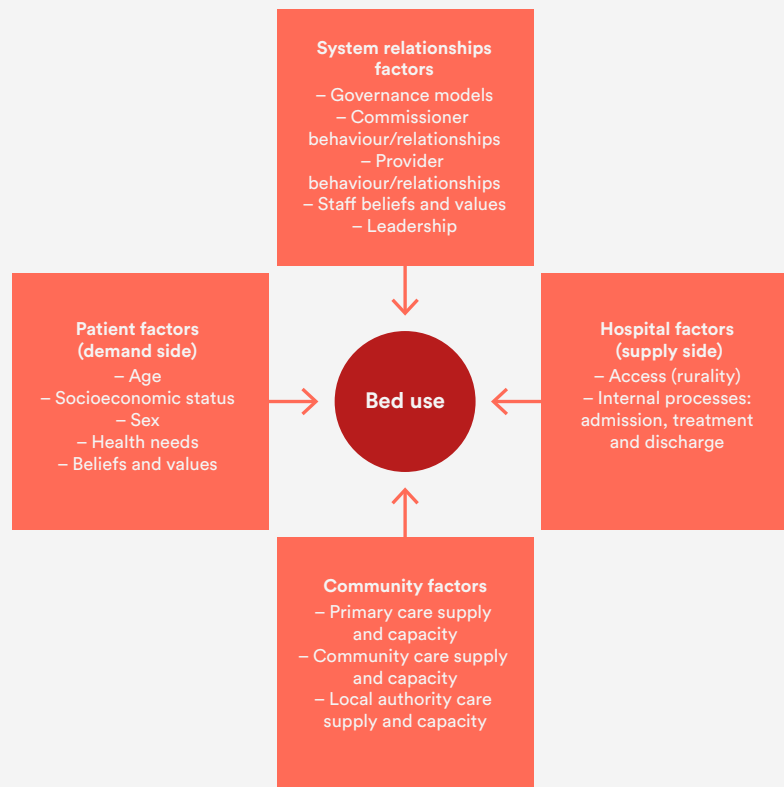 System relationships
factors
– Governance models
– Commissioner
behaviour/relationships
– Provider
behaviour/relationships
– Staff beliefs and values
– Leadership
Patient factors
(demand side)
– Age
– Socioeconomic status
– Sex
– Health needs
– Beliefs and values
Bed use
Hospital factors
(supply side)
– Access (rurality)
– Internal processes:
admission, treatment
and discharge
Community factors
– Primary care supply
and capacity
– Community care supply
and capacity
– Local authority care
supply and capacity